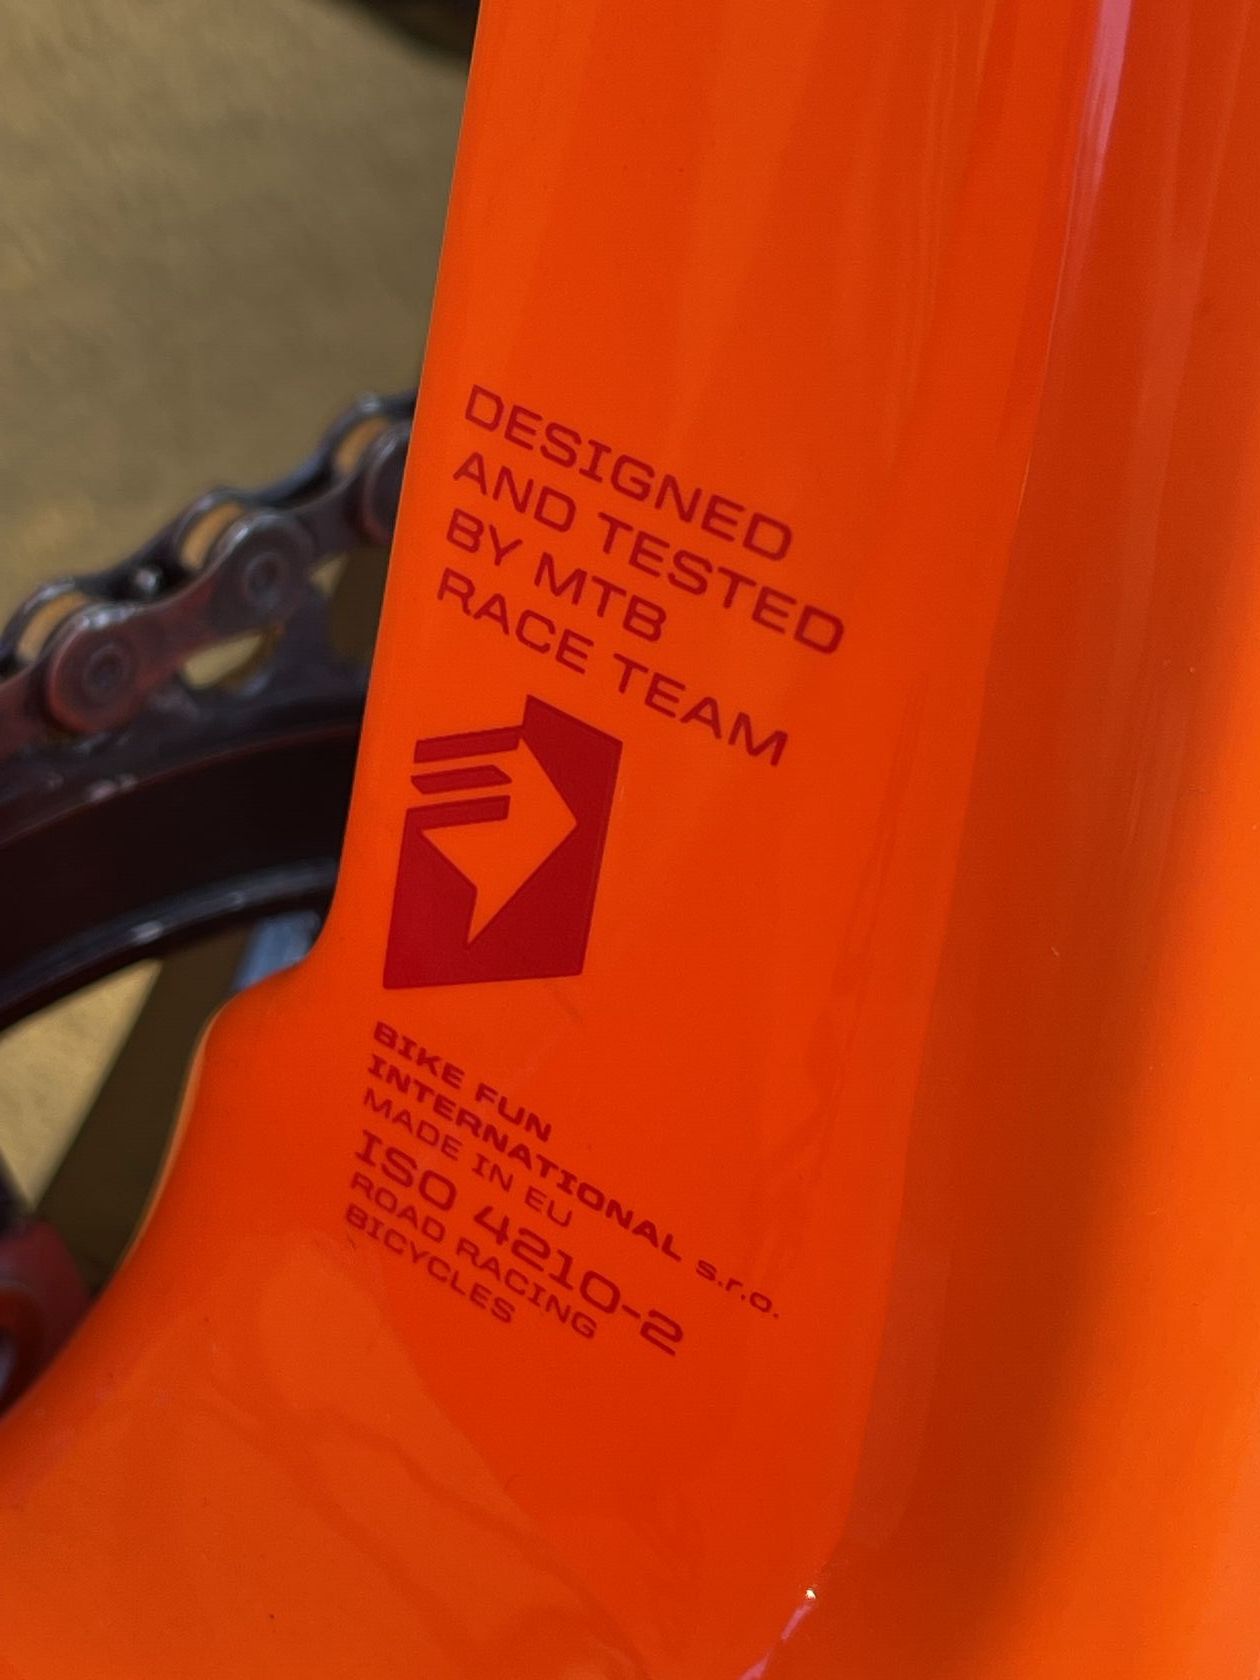 DESIGNED
AND TESTED
BY MTB
RACE TEAM
BIKE FUN
INTERNATIONAL s.r.o.
MADE IN EU
ISO 4210-2
ROAD RACING
BICYCLES